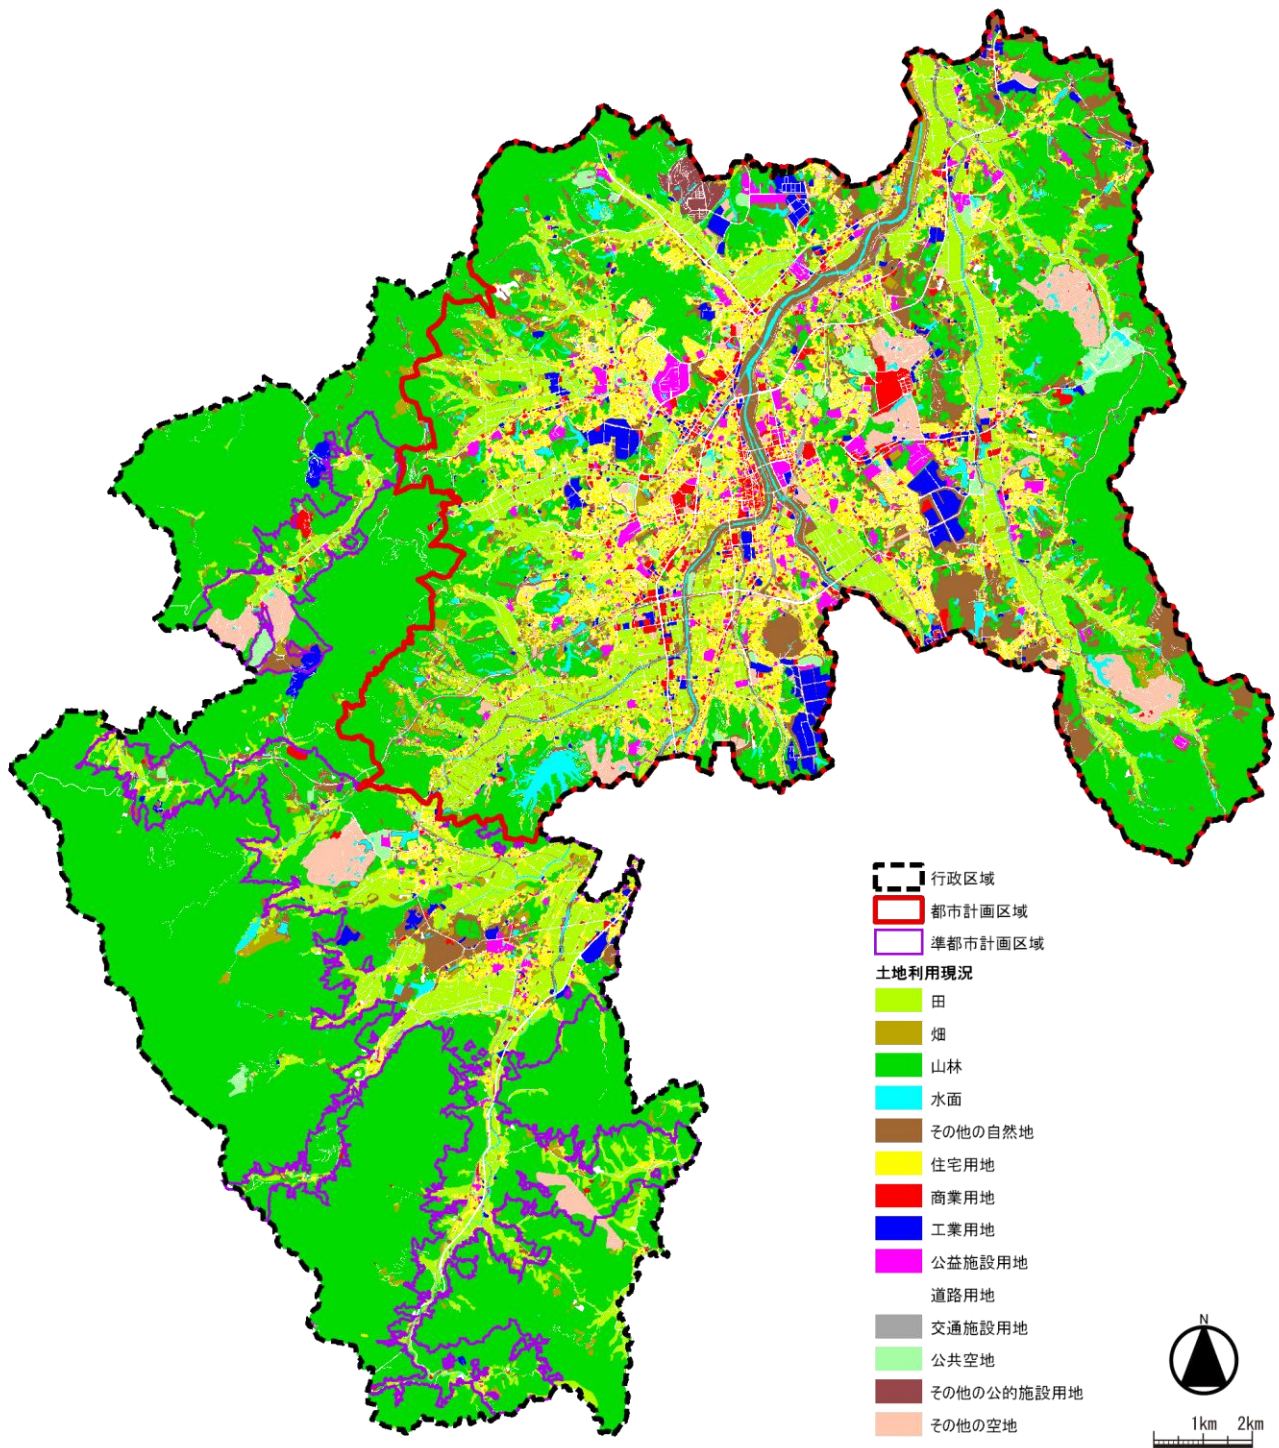 行政区域
都市計画区域
準都市計画区域
土地利用現況
田
畑
山林
水面
その他の自然地
住宅用地
商業用地
工業用地
公益施設用地
道路用地
交通施設用地
公共空地
その他の公的施設用地
その他の空地
N
1km 2km